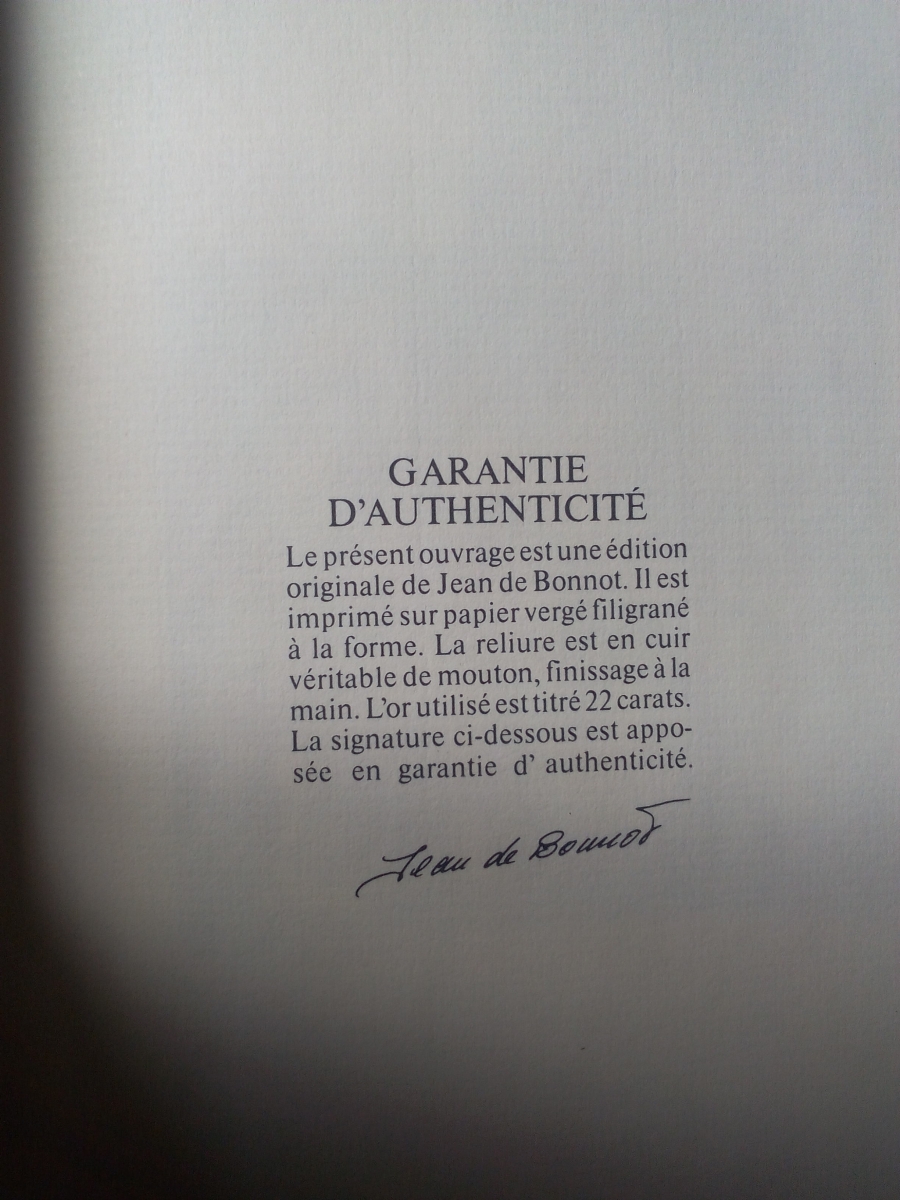 GARANTIE
D'AUTHENTICITÉ
Le présent ouvrage est une édition
originale de Jean de Bonnot. Il est
imprimé sur papier vergé filigrané
à la forme. La reliure est en cuir
véritable de mouton, finissage à la
main. L'or utilisé est titré 22 carats.
La signature ci-dessous est appo-
sée en garantie d' authenticité.
Jean de Bonnot